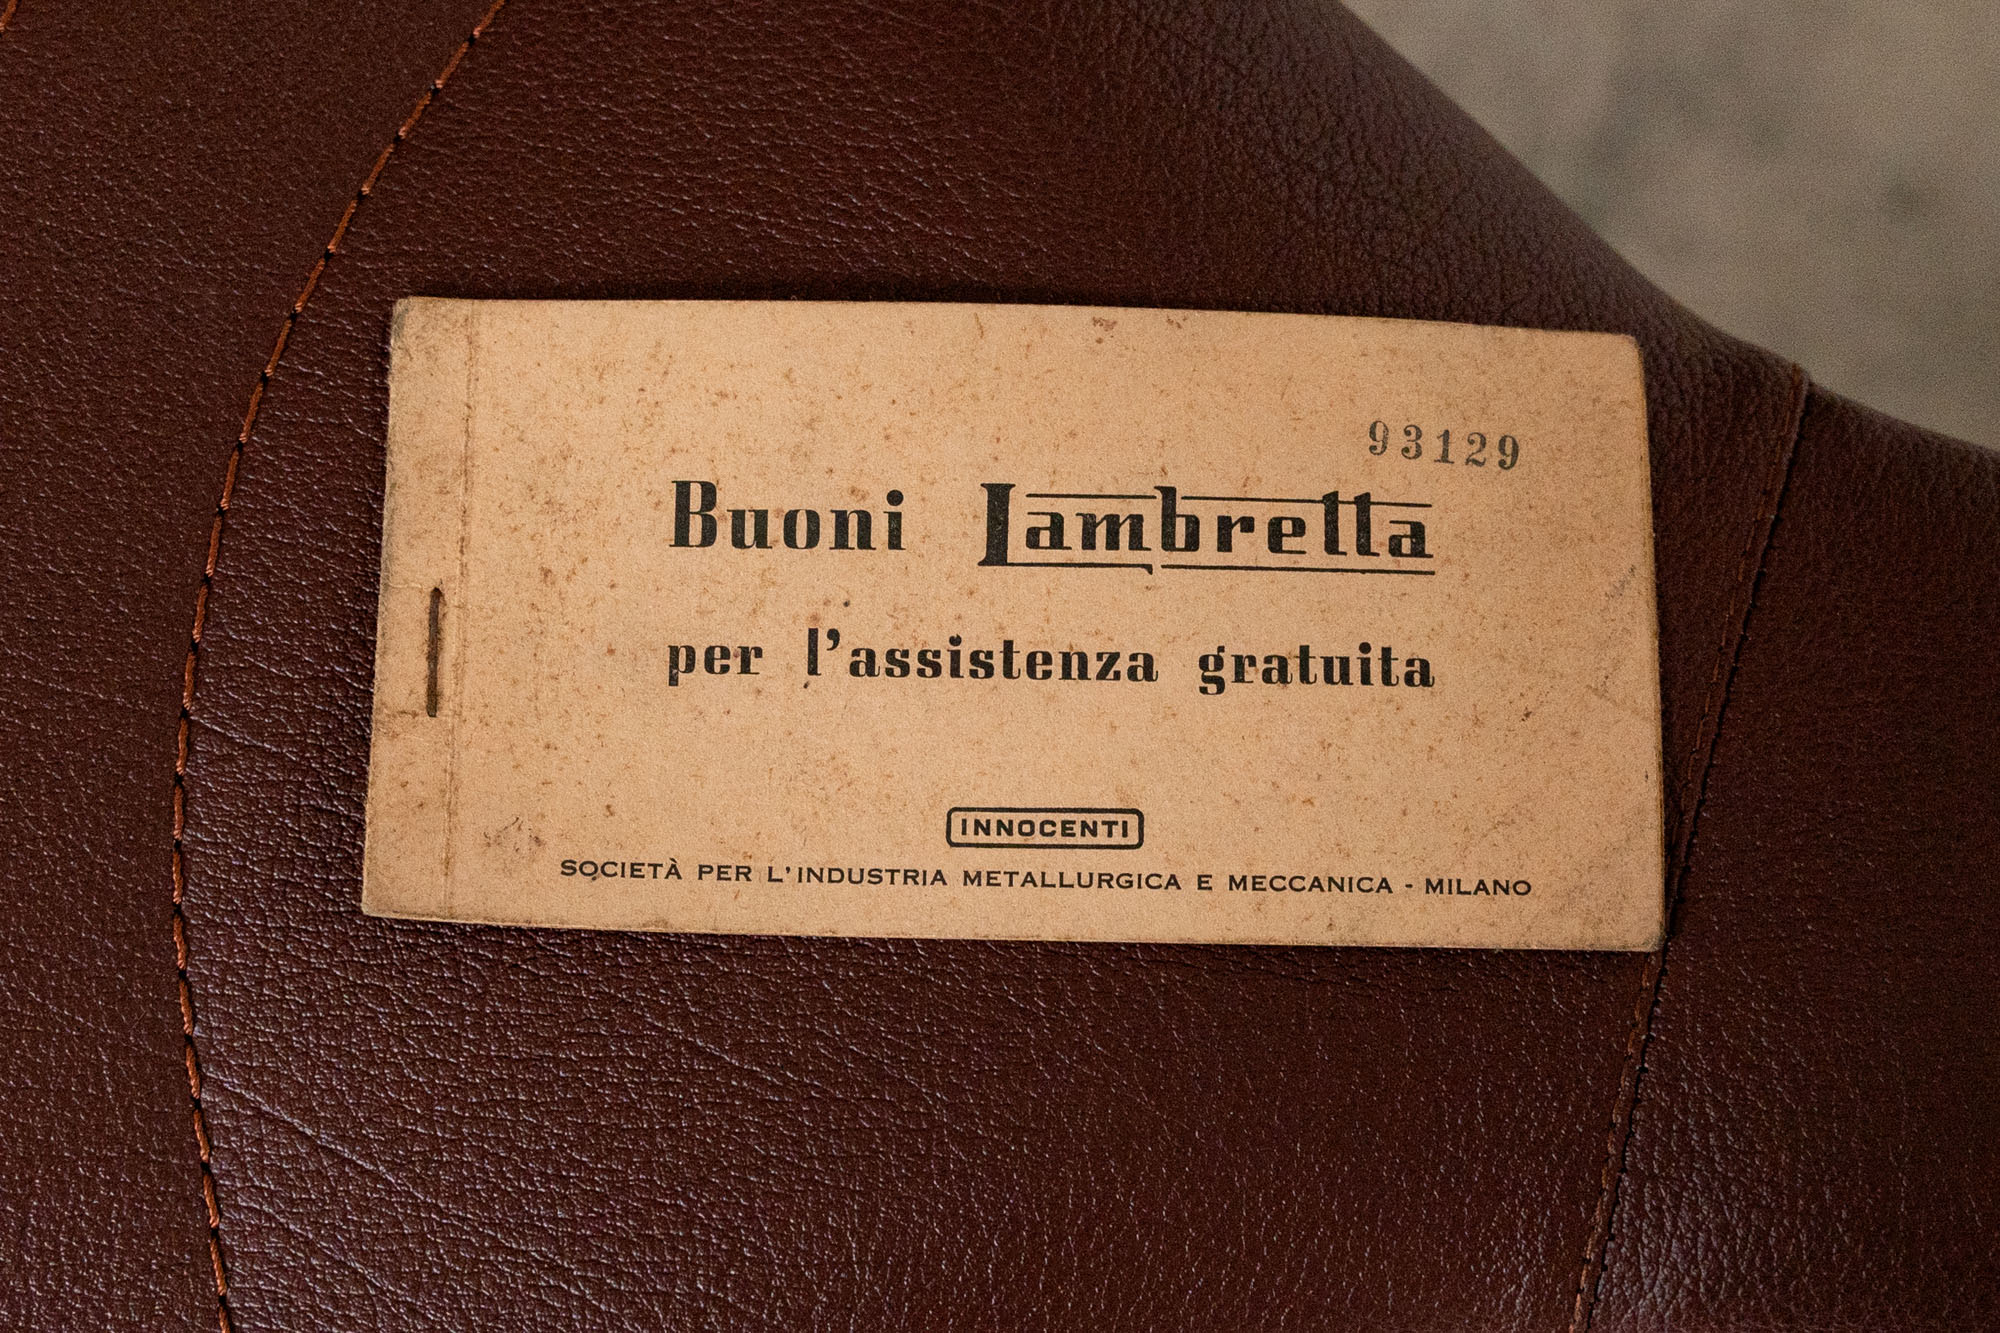 93129
Buoni Lambretta
per l'assistenza gratuita
INNOCENTI
SOCIETÀ PER L'INDUSTRIA METALLURGICA E MECCANICA - MILANO